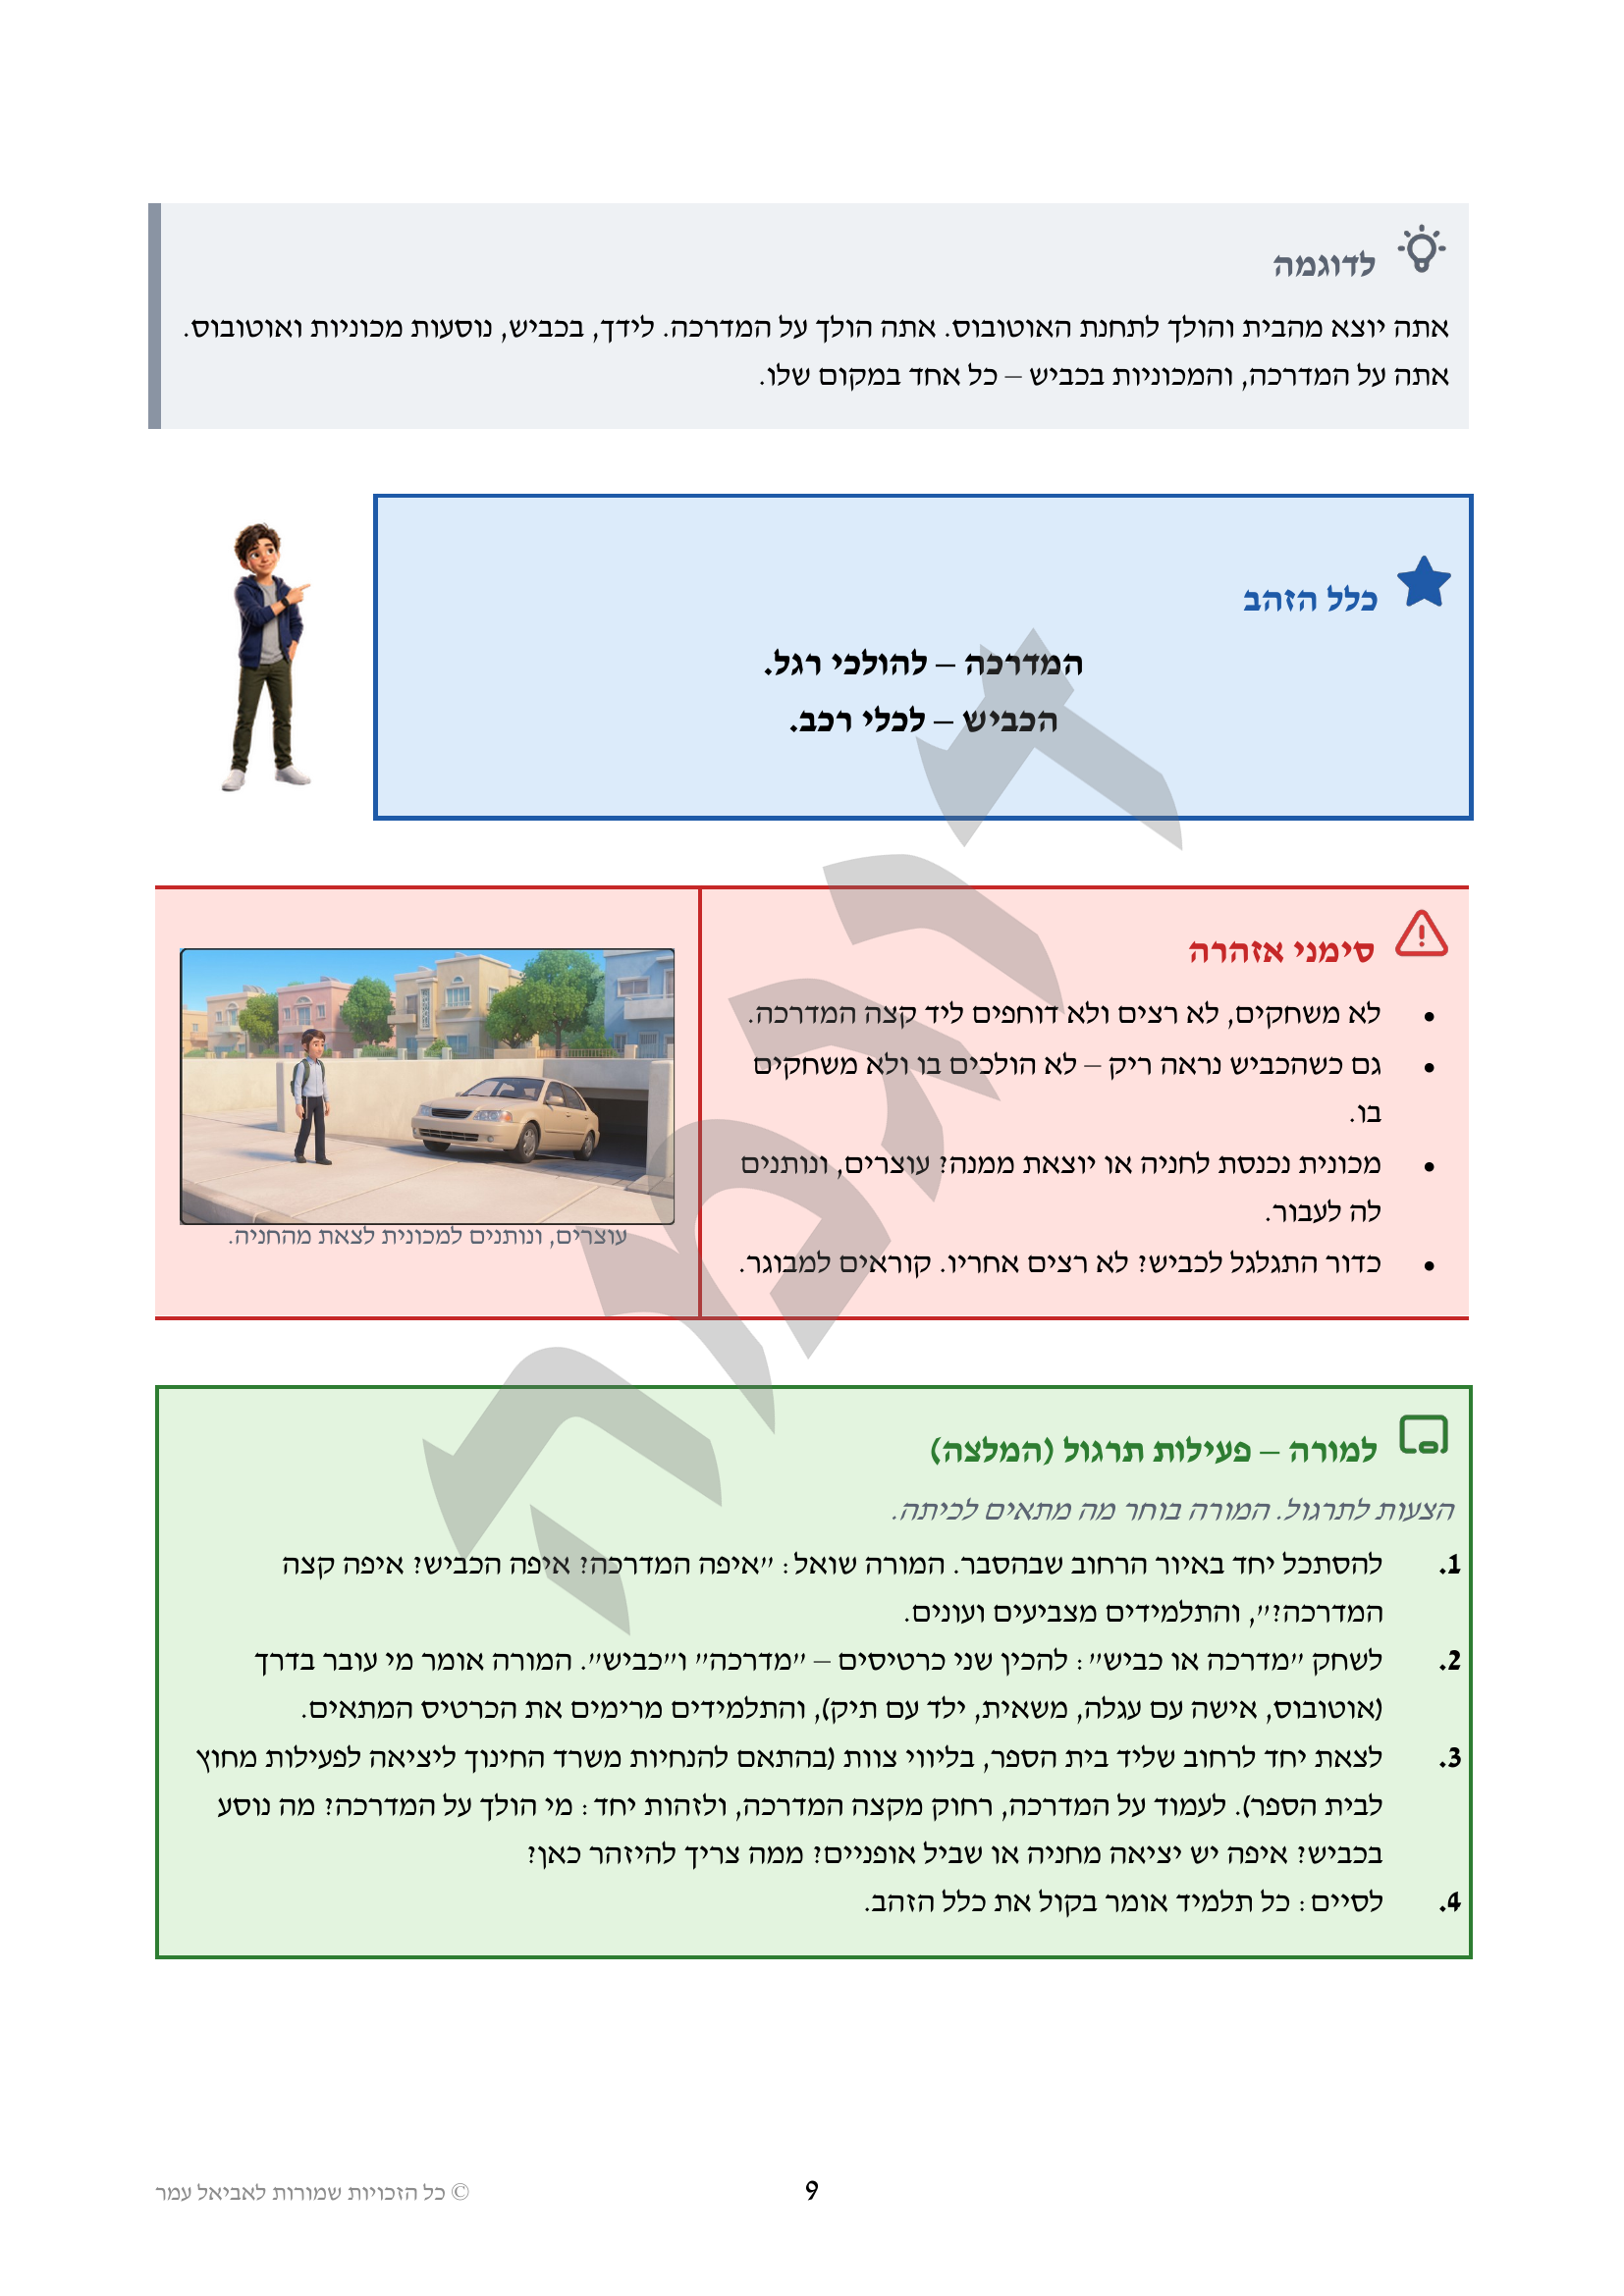 לדוגמה
אתה יוצא מהבית והולך לתחנת האוטובוס. אתה הולך על המדרכה. לידך, בכביש, נוסעות מכוניות ואוטובוס.
אתה על המדרכה, והמכוניות בכביש – כל אחד במקום שלו.
כלל הזהב
המדרכה – להולכי רגל.
הכביש – לכלי רכב.
סימני אזהרה
• לא משחקים, לא רצים ולא דוחפים ליד קצה המדרכה.
• גם כשהכביש נראה ריק – לא הולכים בו ולא משחקים
בו.
• מכונית נכנסת לחניה או יוצאת ממנה? עוצרים, ונותנים
לה לעבור.
• כדור התגלגל לכביש? לא רצים אחריו. קוראים למבוגר.
עוצרים, ונותנים למכונית לצאת מהחניה.
למורה – פעילות תרגול (המלצה)
הצעות לתרגול. המורה בוחר מה מתאים לכיתה.
1. להסתכל יחד באיור הרחוב שבהסבר. המורה שואל: "איפה המדרכה? איפה הכביש? איפה קצה
המדרכה?", והתלמידים מצביעים ועונים.
2. לשחק "מדרכה או כביש": להכין שני כרטיסים – "מדרכה" ו"כביש". המורה אומר מי עובר בדרך
(אוטובוס, אישה עם עגלה, משאית, ילד עם תיק), והתלמידים מרימים את הכרטיס המתאים.
3. לצאת יחד לרחוב שליד בית הספר, בליווי צוות (בהתאם להנחיות משרד החינוך ליציאה לפעילות מחוץ
לבית הספר). לעמוד על המדרכה, רחוק מקצה המדרכה, ולזהות יחד: מי הולך על המדרכה? מה נוסע
בכביש? איפה יש יציאה מחניה או שביל אופניים? ממה צריך להיזהר כאן?
4. לסיים: כל תלמיד אומר בקול את כלל הזהב.
דוגמה
9
© כל הזכויות שמורות לאביאל עמר